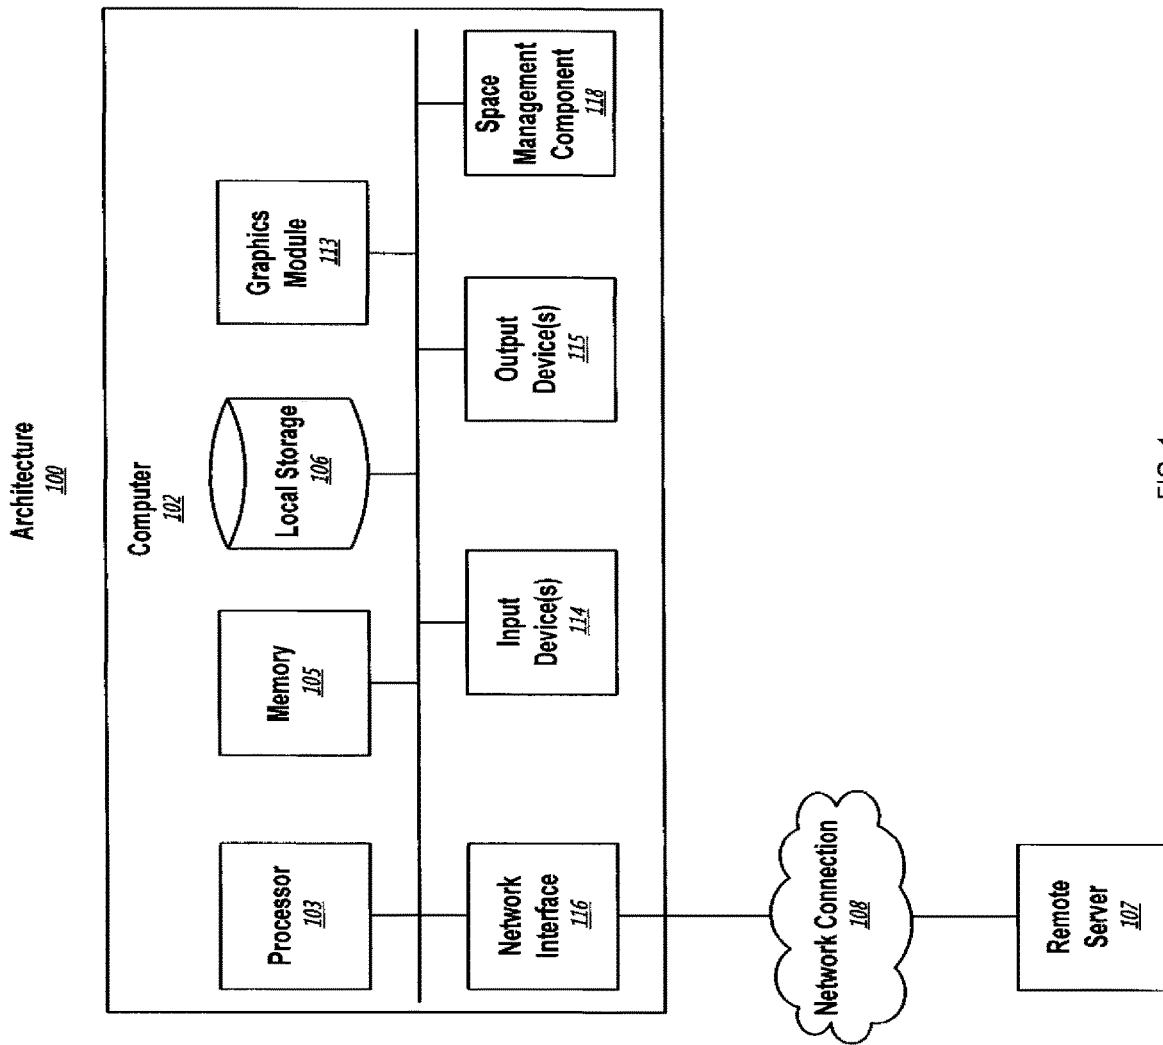 Architecture
100
Computer
102
Processor
103
Memory
105
Local Storage
106
Graphics
Module
113
Network
Interface
116
Input
Device(s)
114
Output
Device(s)
115
Space
Management
Component
118
Network Connection
108
Remote
Server
107